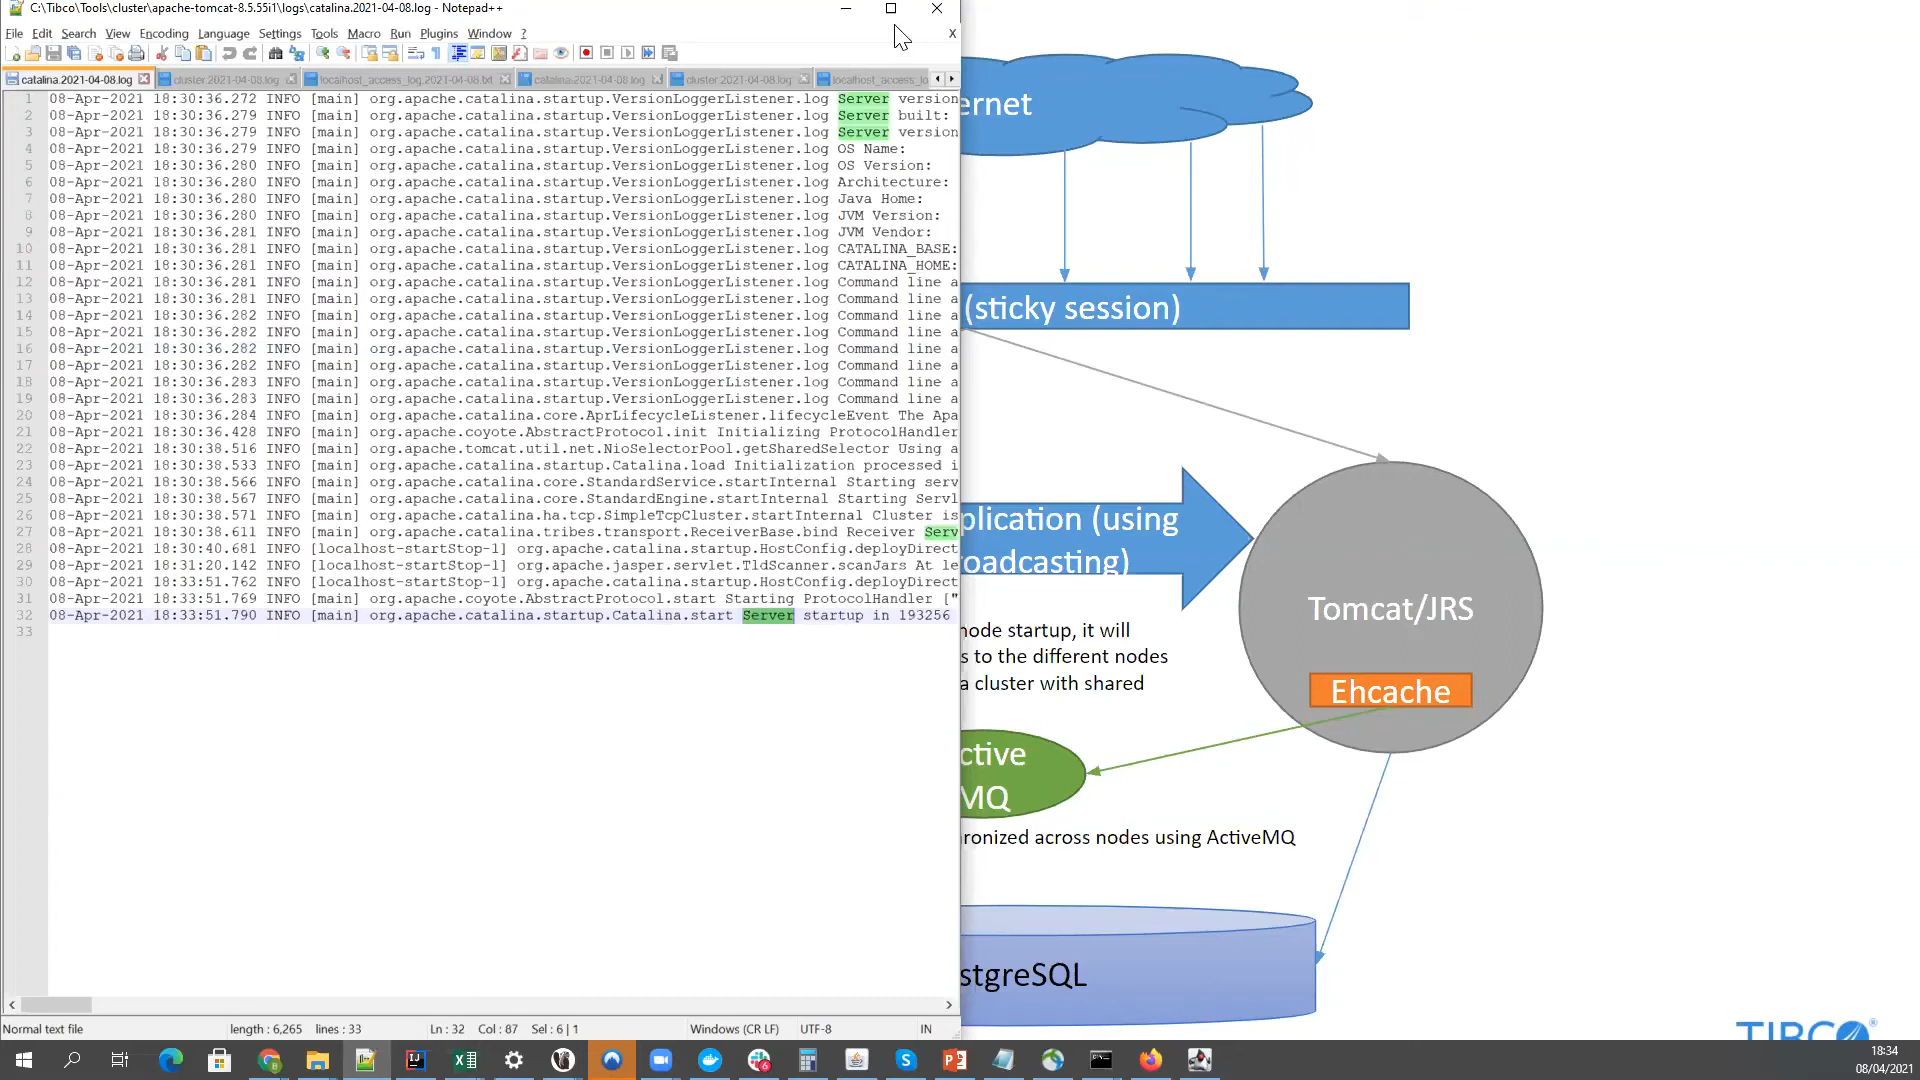 C:\Tibco\Tools\cluster\apache-tomcat-8.5.55i1\logs\catalina.2021-04-08.log - Notepad++
File Edit Search View Encoding Language Settings Tools Macro Run Plugins Window ? X
catalina.2021-04-08.log cluster.2021-04-08.log localhost_access_log.2021-04-08.txt catalina.2021-04-08.log cluster.2021-04-08.log localhost_access_lo
1 08-Apr-2021 18:30:36.272 INFO [main] org.apache.catalina.startup.VersionLoggerListener.log Server version
2 08-Apr-2021 18:30:36.279 INFO [main] org.apache.catalina.startup.VersionLoggerListener.log Server built:
3 08-Apr-2021 18:30:36.279 INFO [main] org.apache.catalina.startup.VersionLoggerListener.log Server version
4 08-Apr-2021 18:30:36.279 INFO [main] org.apache.catalina.startup.VersionLoggerListener.log OS Name:
5 08-Apr-2021 18:30:36.280 INFO [main] org.apache.catalina.startup.VersionLoggerListener.log OS Version:
6 08-Apr-2021 18:30:36.280 INFO [main] org.apache.catalina.startup.VersionLoggerListener.log Architecture:
7 08-Apr-2021 18:30:36.280 INFO [main] org.apache.catalina.startup.VersionLoggerListener.log Java Home:
8 08-Apr-2021 18:30:36.280 INFO [main] org.apache.catalina.startup.VersionLoggerListener.log JVM Version:
9 08-Apr-2021 18:30:36.281 INFO [main] org.apache.catalina.startup.VersionLoggerListener.log JVM Vendor:
10 08-Apr-2021 18:30:36.281 INFO [main] org.apache.catalina.startup.VersionLoggerListener.log CATALINA_BASE:
11 08-Apr-2021 18:30:36.281 INFO [main] org.apache.catalina.startup.VersionLoggerListener.log CATALINA_HOME:
12 08-Apr-2021 18:30:36.281 INFO [main] org.apache.catalina.startup.VersionLoggerListener.log Command line a
13 08-Apr-2021 18:30:36.281 INFO [main] org.apache.catalina.startup.VersionLoggerListener.log Command line a
14 08-Apr-2021 18:30:36.282 INFO [main] org.apache.catalina.startup.VersionLoggerListener.log Command line a
15 08-Apr-2021 18:30:36.282 INFO [main] org.apache.catalina.startup.VersionLoggerListener.log Command line a
16 08-Apr-2021 18:30:36.282 INFO [main] org.apache.catalina.startup.VersionLoggerListener.log Command line a
17 08-Apr-2021 18:30:36.282 INFO [main] org.apache.catalina.startup.VersionLoggerListener.log Command line a
18 08-Apr-2021 18:30:36.283 INFO [main] org.apache.catalina.startup.VersionLoggerListener.log Command line a
19 08-Apr-2021 18:30:36.283 INFO [main] org.apache.catalina.startup.VersionLoggerListener.log Command line a
20 08-Apr-2021 18:30:36.284 INFO [main] org.apache.catalina.core.AprLifecycleListener.lifecycleEvent The Apa
21 08-Apr-2021 18:30:36.428 INFO [main] org.apache.coyote.AbstractProtocol.init Initializing ProtocolHandler
22 08-Apr-2021 18:30:38.516 INFO [main] org.apache.tomcat.util.net.NioSelectorPool.getSharedSelector Using a
23 08-Apr-2021 18:30:38.533 INFO [main] org.apache.catalina.startup.Catalina.load Initialization processed i
24 08-Apr-2021 18:30:38.566 INFO [main] org.apache.catalina.core.StandardService.startInternal Starting serv
25 08-Apr-2021 18:30:38.567 INFO [main] org.apache.catalina.core.StandardEngine.startInternal Starting Servl
26 08-Apr-2021 18:30:38.571 INFO [main] org.apache.catalina.ha.tcp.SimpleTcpCluster.startInternal Cluster is
27 08-Apr-2021 18:30:38.611 INFO [main] org.apache.catalina.tribes.transport.ReceiverBase.bind Receiver Serv
28 08-Apr-2021 18:30:40.681 INFO [localhost-startStop-1] org.apache.catalina.startup.HostConfig.deployDirect
29 08-Apr-2021 18:31:20.142 INFO [localhost-startStop-1] org.apache.jasper.servlet.TldScanner.scanJars At le
30 08-Apr-2021 18:33:51.762 INFO [localhost-startStop-1] org.apache.catalina.startup.HostConfig.deployDirect
31 08-Apr-2021 18:33:51.769 INFO [main] org.apache.coyote.AbstractProtocol.start Starting ProtocolHandler ["
32 08-Apr-2021 18:33:51.790 INFO [main] org.apache.catalina.startup.Catalina.start Server startup in 193256
33
Normal text file length : 6,265 lines : 33 Ln : 32 Col : 87 Sel : 6 | 1 Windows (CR LF) UTF-8 IN
ernet
(sticky session)
plication (using
oadcasting)
Tomcat/JRS
Ehcache
node startup, it will
s to the different nodes
a cluster with shared
ctive
MQ
ronized across nodes using ActiveMQ
stgreSQL
TIBCO
18:34
08/04/2021